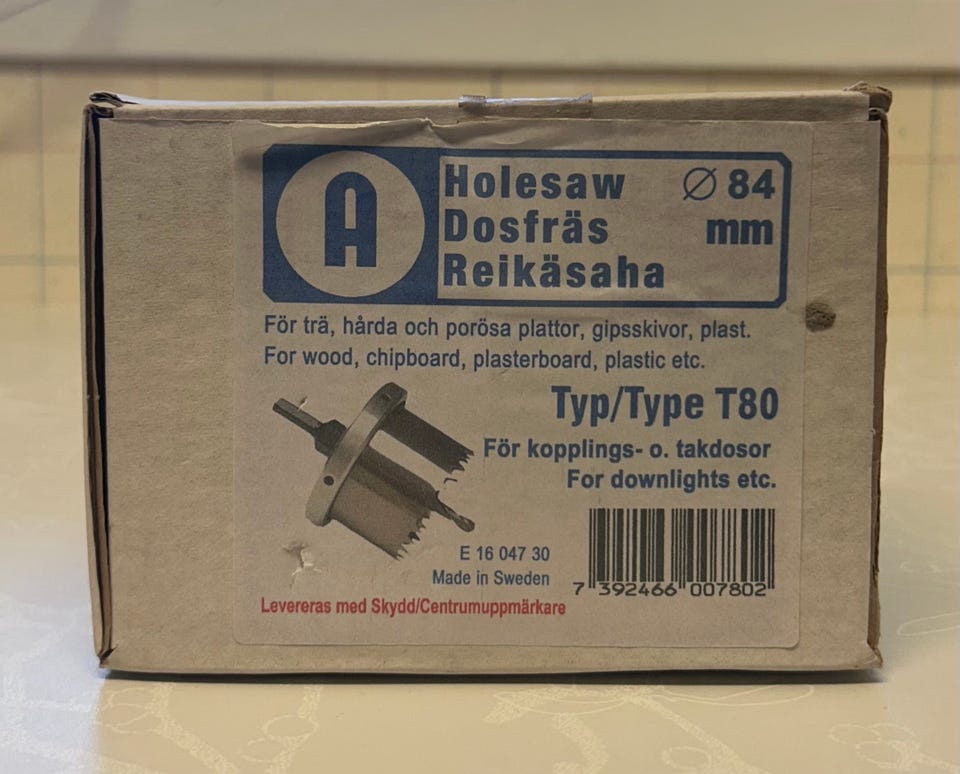 A
Holesaw Ø 84
Dosfräs mm
Reikäsaha
För trä, hårda och porösa plattor, gipsskivor, plast.
For wood, chipboard, plasterboard, plastic etc.
Typ/Type T80
För kopplings- o. takdosor
For downlights etc.
E 16 047 30
Made in Sweden
7 392466 007802
Levereras med Skydd/Centrumuppmärkare